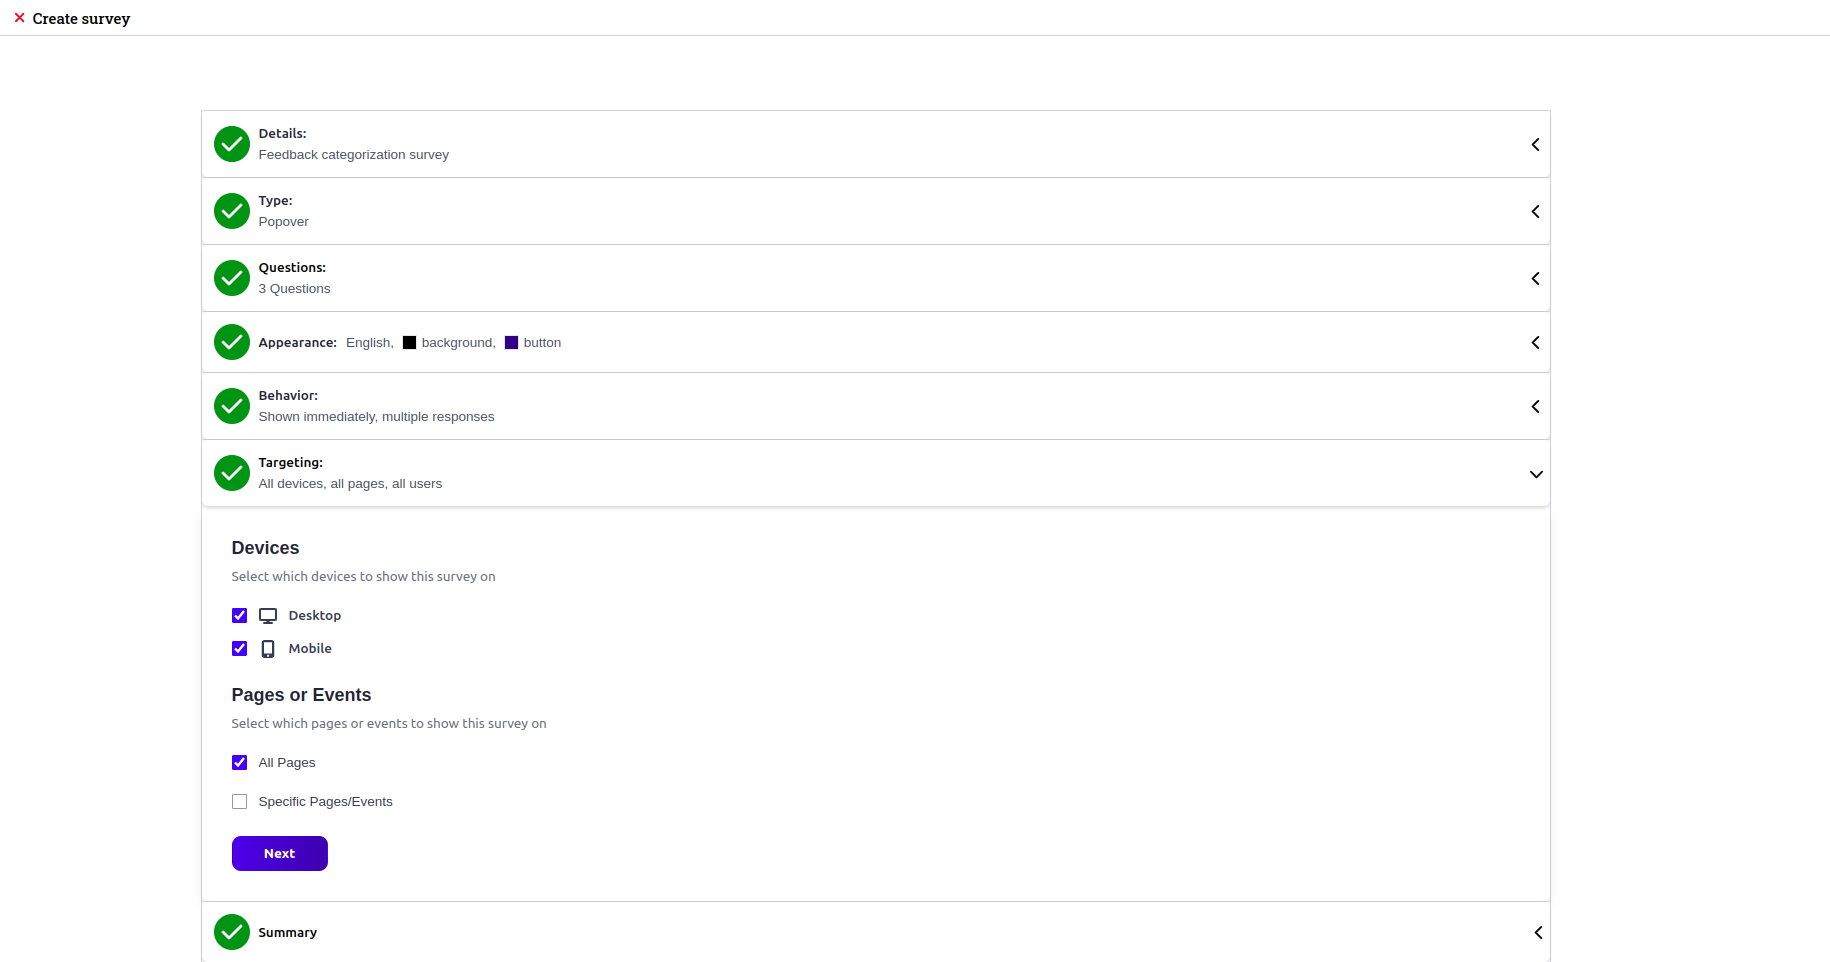 Create survey
Details:
Feedback categorization survey
Type:
Popover
Questions:
3 Questions
Appearance: English, background, button
Behavior:
Shown immediately, multiple responses
Targeting:
All devices, all pages, all users
Devices
Select which devices to show this survey on
Desktop
Mobile
Pages or Events
Select which pages or events to show this survey on
All Pages
Specific Pages/Events
Next
Summary